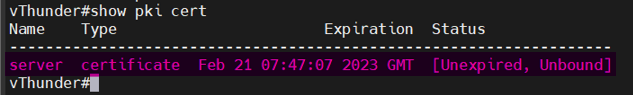 vThunder#show pki cert
Name    Type                    Expiration  Status
-------------------------------------------------------------------
server  certificate  Feb 21 07:47:07 2023 GMT  [Unexpired, Unbound]
vThunder#